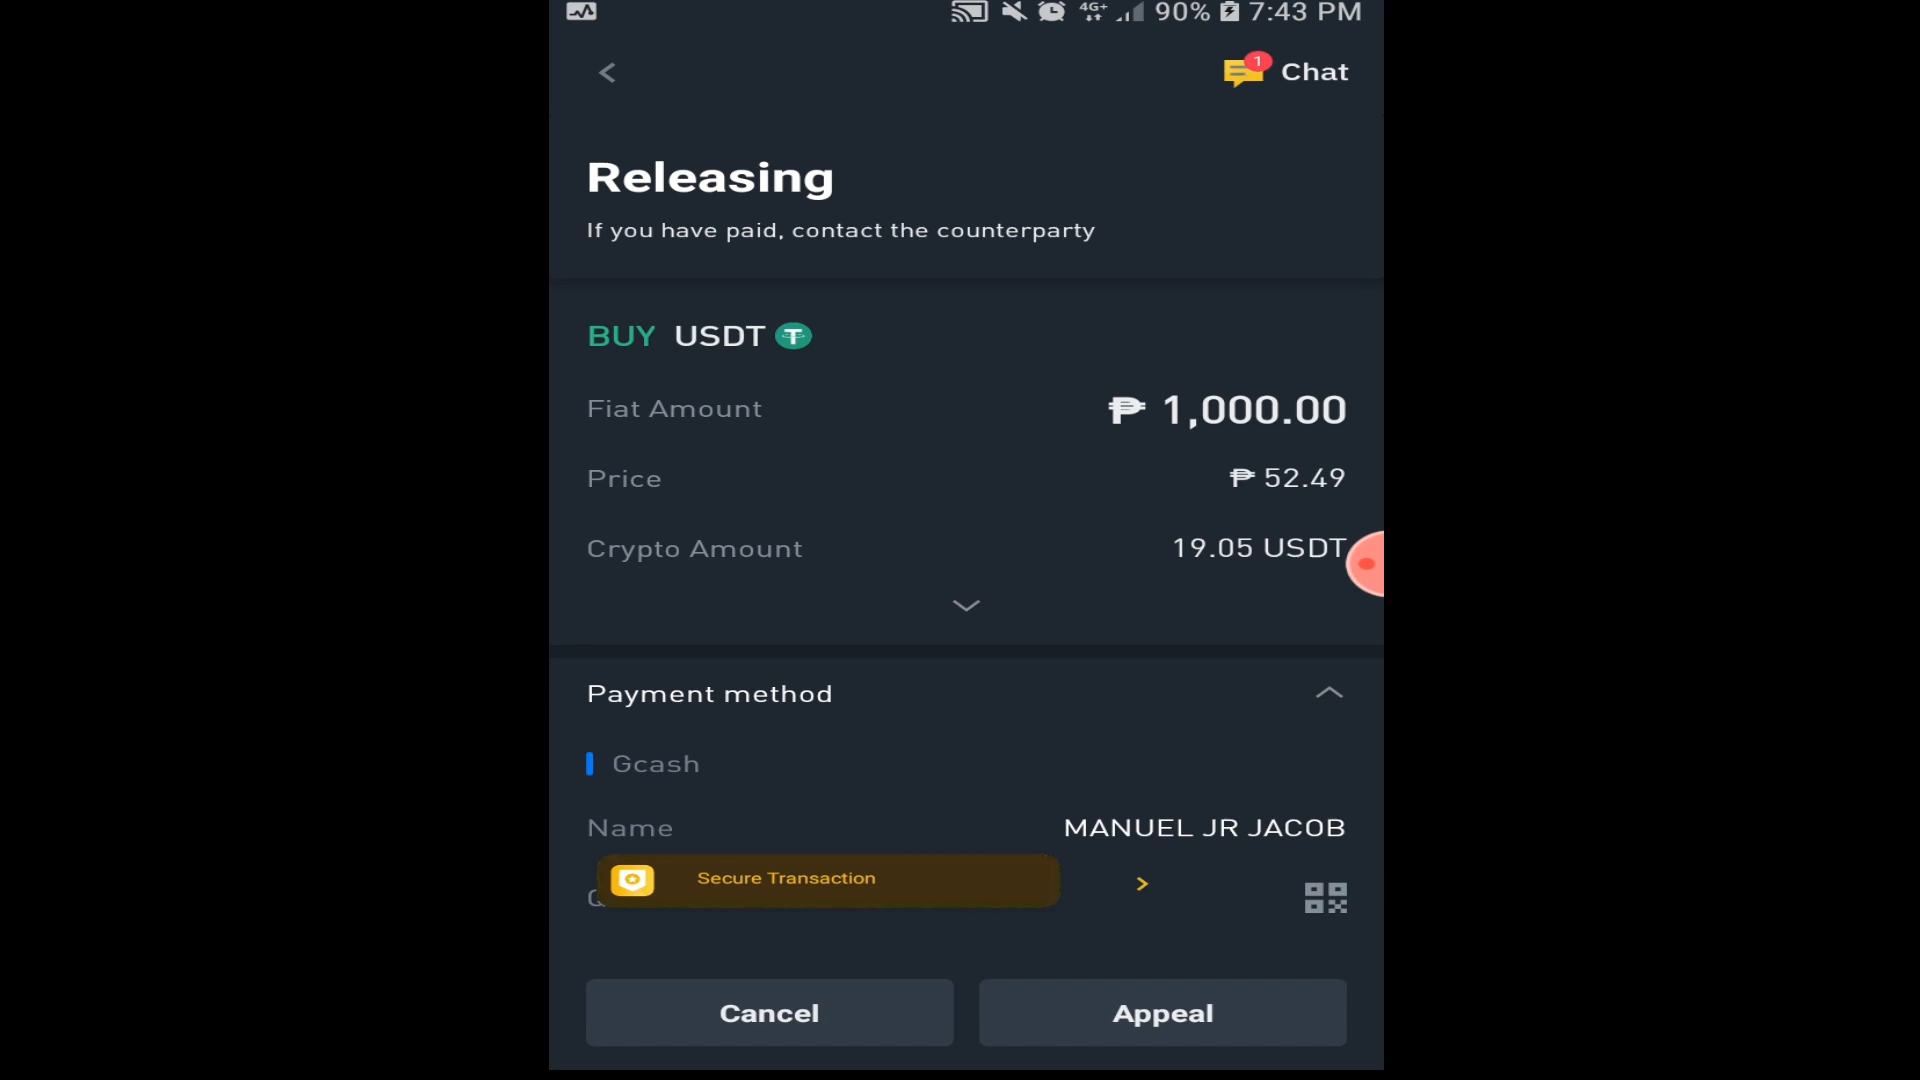 4G+ 90% 7:43 PM
1 Chat
Releasing
If you have paid, contact the counterparty
BUY USDT
Fiat Amount ₱ 1,000.00
Price ₱ 52.49
Crypto Amount 19.05 USDT
Payment method
Gcash
Name MANUEL JR JACOB
Secure Transaction
Cancel Appeal